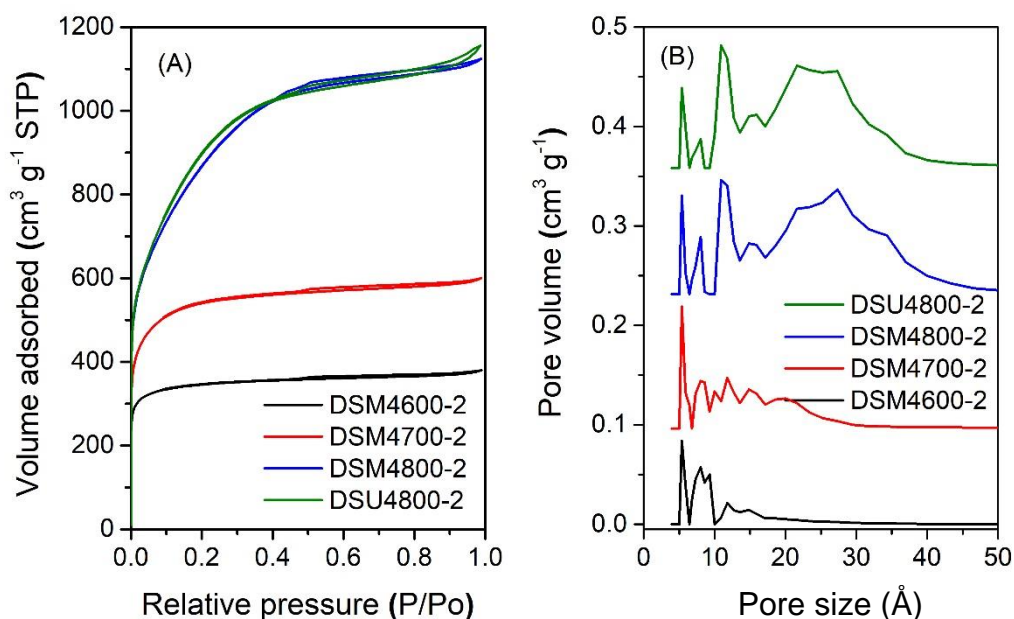 (A)
1200
1000
800
600
400
200
0
0.0 0.2 0.4 0.6 0.8 1.0
Volume adsorbed (cm³ g⁻¹ STP)
Relative pressure (P/Po)
DSM4600-2
DSM4700-2
DSM4800-2
DSU4800-2
(B)
0.5
0.4
0.3
0.2
0.1
0.0
0 10 20 30 40 50
Pore volume (cm³ g⁻¹)
Pore size (Å)
DSU4800-2
DSM4800-2
DSM4700-2
DSM4600-2